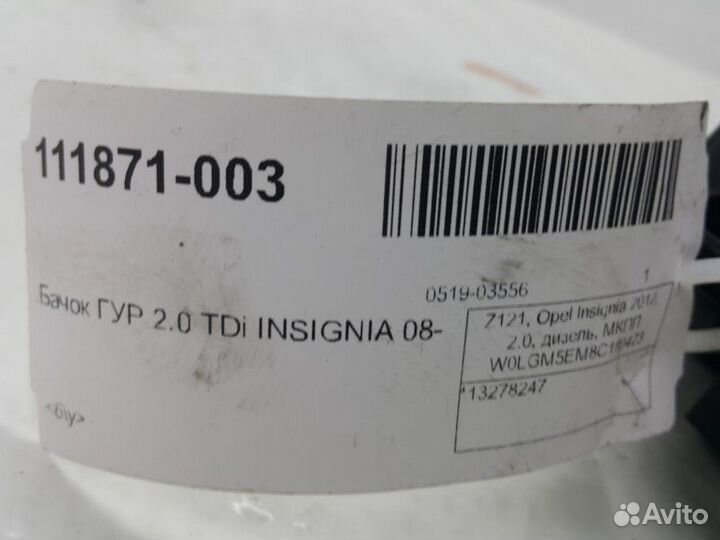 111871-003
Бачок ГУР 2.0 TDi INSIGNIA 08-
0519-03556
1
Z121, Opel Insignia 2012,
2.0, дизель, МКПП
*13278247
<б\у>
Avito